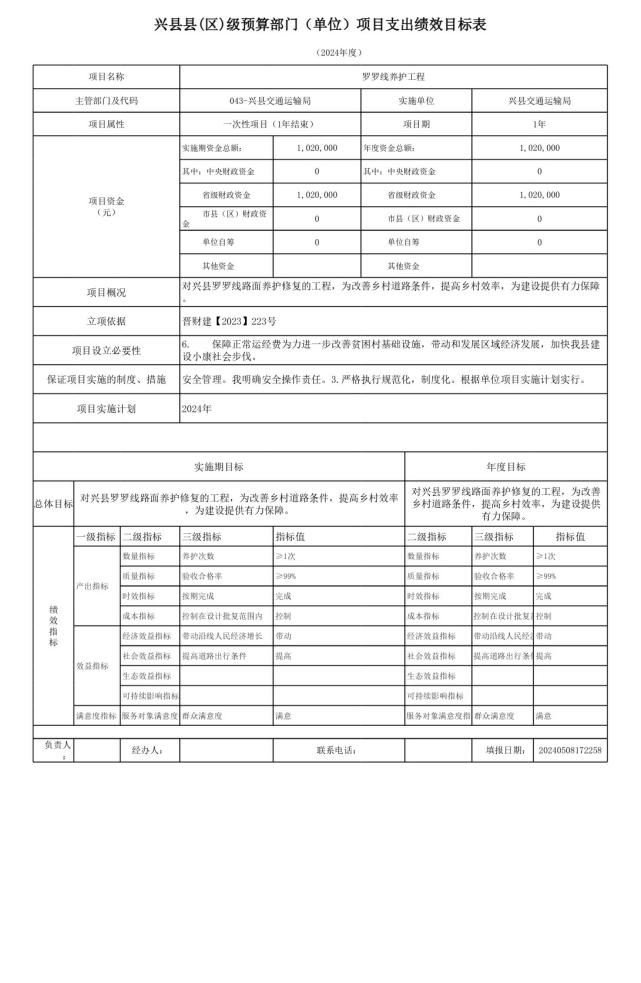 兴县县(区)级预算部门（单位）项目支出绩效目标表
（2024年度）
项目名称 罗罗线养护工程
主管部门及代码 043-兴县交通运输局 实施单位 兴县交通运输局
项目属性 一次性项目（1年结束） 项目期 1年
项目资金
（元）
实施期资金总额: 1,020,000 年度资金总额: 1,020,000
其中: 中央财政资金 0 其中: 中央财政资金 0
省级财政资金 1,020,000 省级财政资金 1,020,000
市县（区）财政资
金 0 市县（区）财政资金 0
单位自筹 0 单位自筹 0
其他资金 其他资金
项目概况 对兴县罗罗线路面养护修复的工程，为改善乡村道路条件，提高乡村效率，为建设提供有力保障
。
立项依据 晋财建【2023】223号
项目设立必要性 6. 保障正常运经费为力进一步改善贫困村基础设施，带动和发展区域经济发展，加快我县建
设小康社会步伐。
保证项目实施的制度、措施 安全管理。我明确安全操作责任。3.严格执行规范化，制度化。根据单位项目实施计划实行。
项目实施计划 2024年
实施期目标 年度目标
总体目标 对兴县罗罗线路面养护修复的工程，为改善乡村道路条件，提高乡村效率
，为建设提供有力保障。
对兴县罗罗线路面养护修复的工程，为改善
乡村道路条件，提高乡村效率，为建设提供
有力保障。
绩效指标
一级指标 二级指标 三级指标 指标值 二级指标 三级指标 指标值
产出指标
数量指标 养护次数 ≥1次 数量指标 养护次数 ≥1次
质量指标 验收合格率 ≥99% 质量指标 验收合格率 ≥99%
时效指标 按期完成 完成 时效指标 按期完成 完成
成本指标 控制在设计批复范围内 控制 成本指标 控制在设计批复 控制
效益指标
经济效益指标 带动沿线人民经济增长 带动 经济效益指标 带动沿线人民经 带动
社会效益指标 提高道路出行条件 提高 社会效益指标 提高道路出行条 提高
生态效益指标 生态效益指标
可持续影响指标 可持续影响指标
满意度指标 服务对象满意度 群众满意度 满意 服务对象满意度指 群众满意度 满意
负责人
： 经办人： 联系电话： 填报日期： 20240508172258